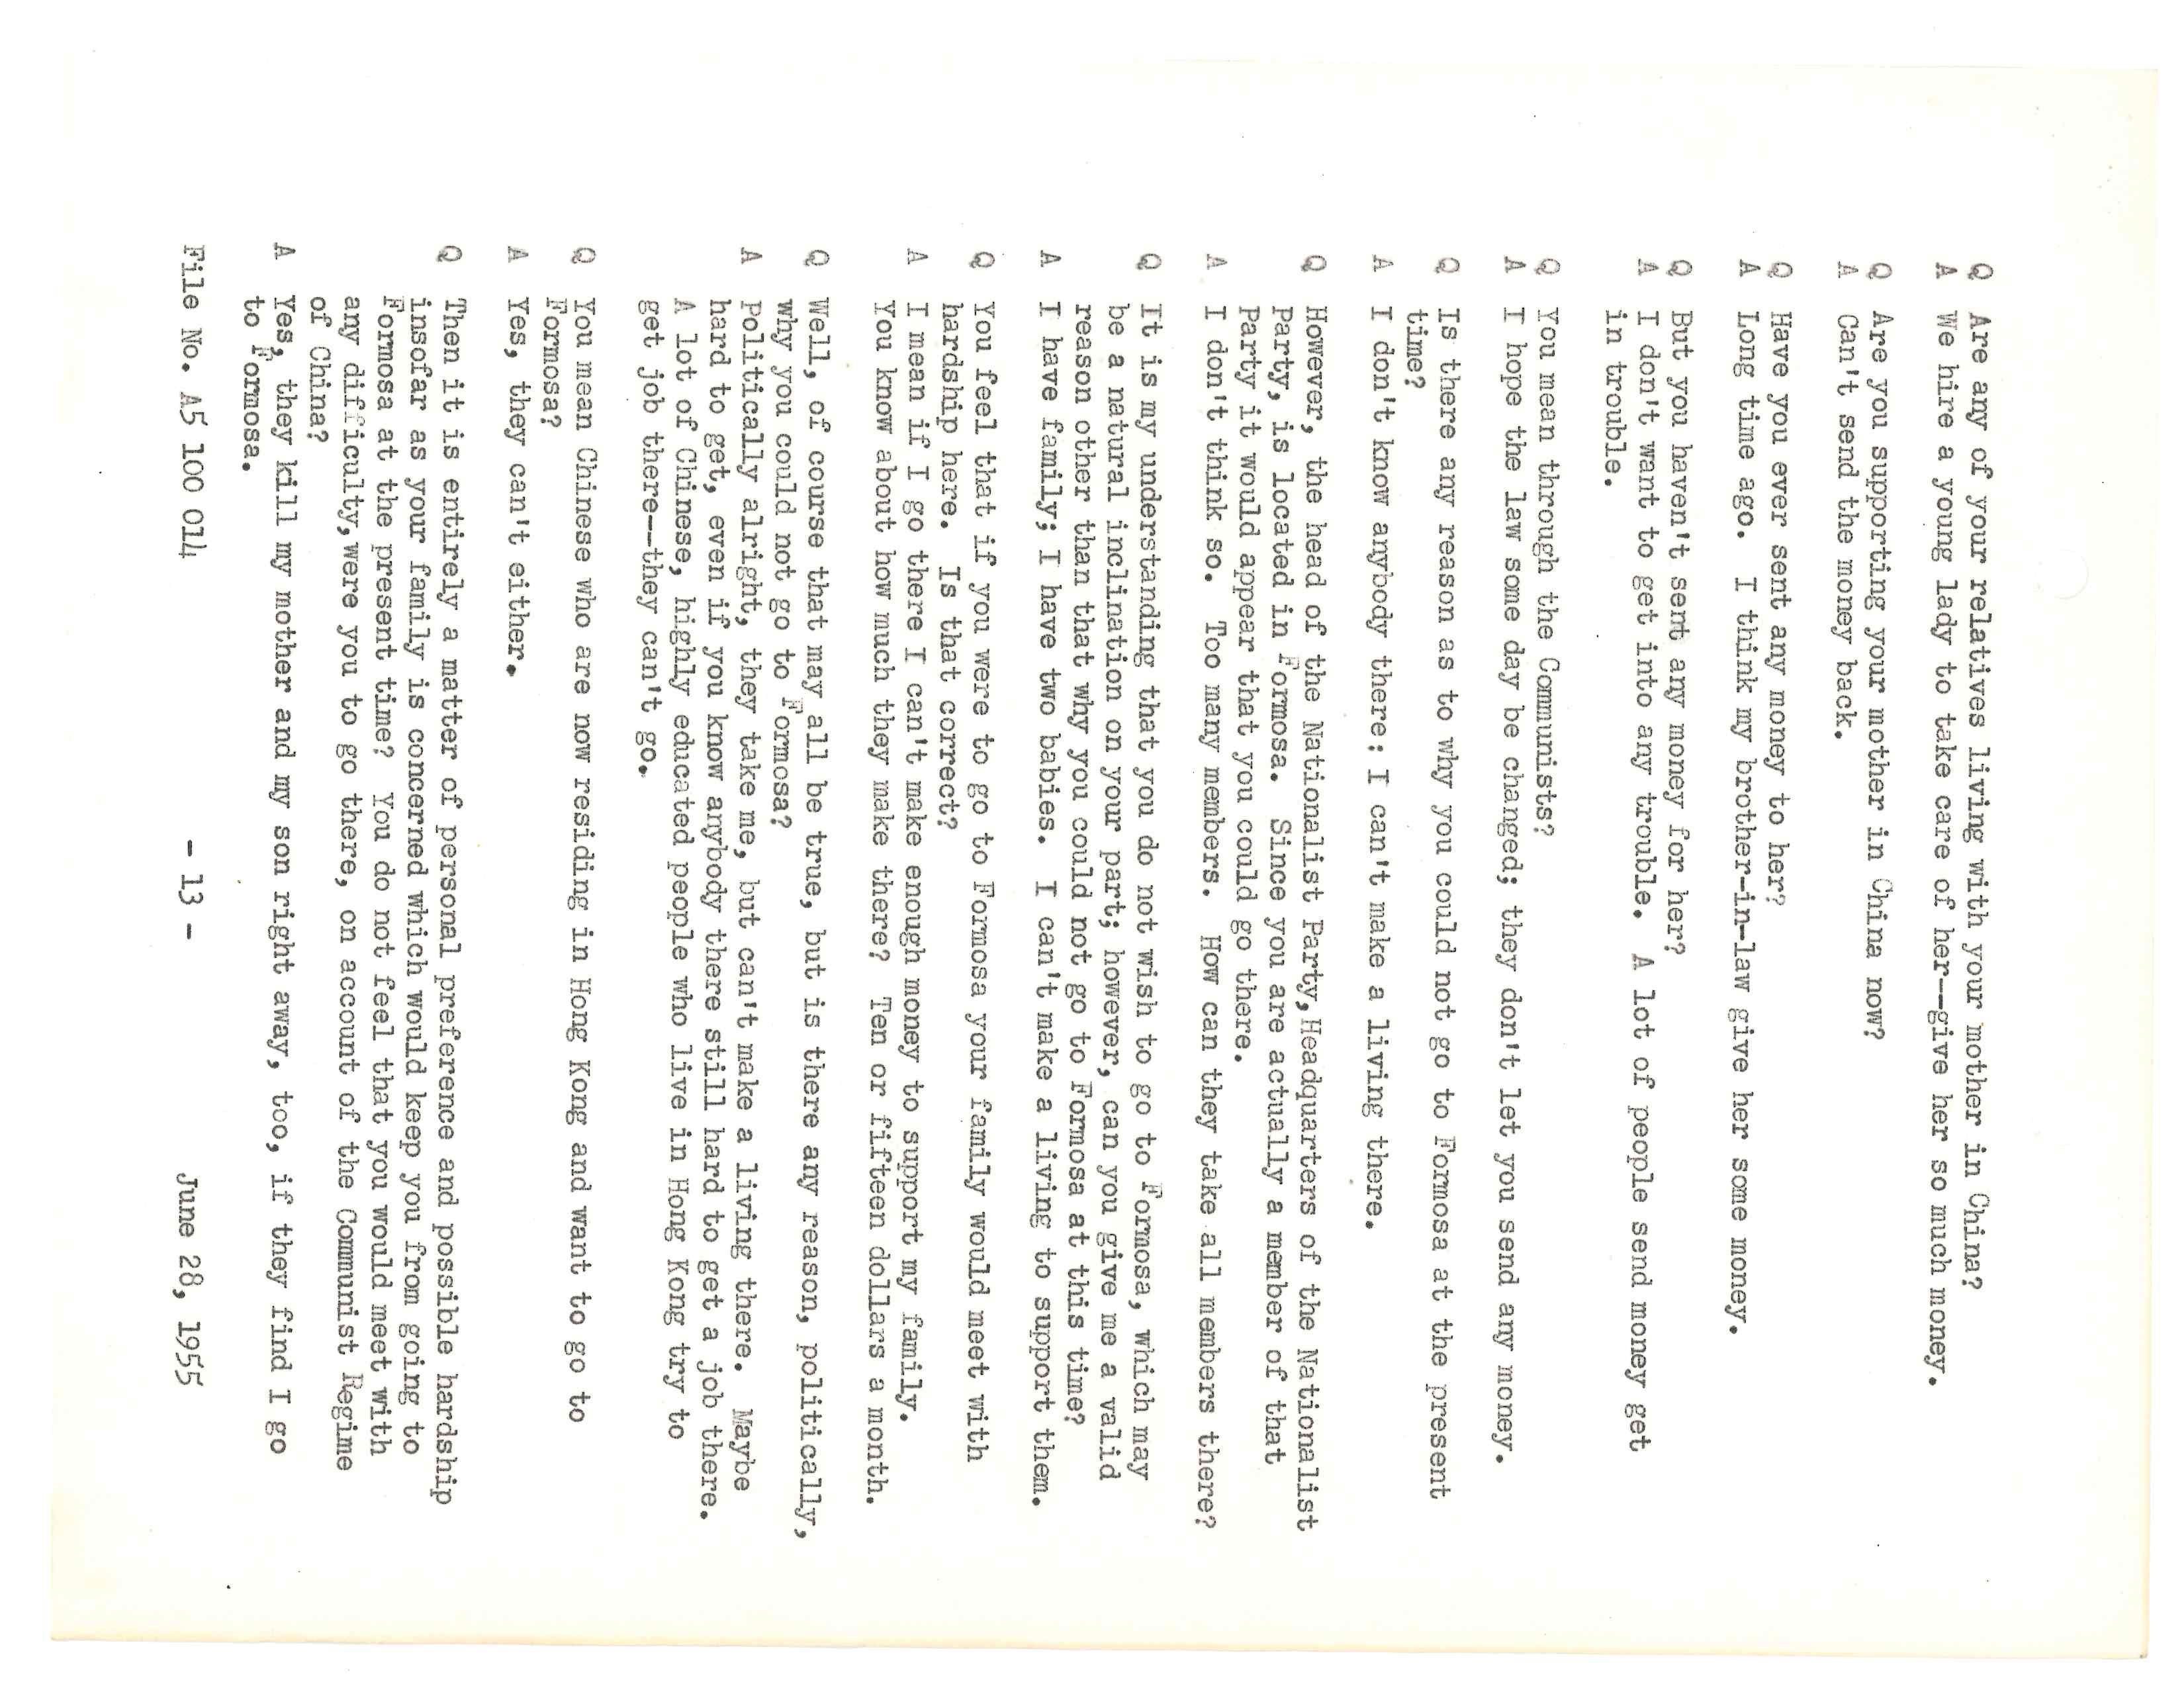 Q Are any of your relatives living with your mother in China?
A We hire a young lady to take care of her--give her so much money.
Q Are you supporting your mother in China now?
A Can't send the money back.
Q Have you ever sent any money to her?
A Long time ago. I think my brother-in-law give her some money.
Q But you haven't sent any money for her?
A I don't want to get into any trouble. A lot of people send money get
in trouble.
Q You mean through the Communists?
A I hope the law some day be changed; they don't let you send any money.
Q Is there any reason as to why you could not go to Formosa at the present
time?
A I don't know anybody there: I can't make a living there.
Q However, the head of the Nationalist Party, Headquarters of the Nationalist
Party, is located in Formosa. Since you are actually a member of that
Party it would appear that you could go there.
A I don't think so. Too many members. How can they take all members there?
Q It is my understanding that you do not wish to go to Formosa, which may
be a natural inclination on your part; however, can you give me a valid
reason other than that why you could not go to Formosa at this time?
A I have family; I have two babies. I can't make a living to support them.
Q You feel that if you were to go to Formosa your family would meet with
hardship here. Is that correct?
A I mean if I go there I can't make enough money to support my family.
You know about how much they make there? Ten or fifteen dollars a month.
Q Well, of course that may all be true, but is there any reason, politically,
why you could not go to Formosa?
A Politically alright, they take me, but can't make a living there. Maybe
hard to get, even if you know anybody there still hard to get a job there.
A lot of Chinese, highly educated people who live in Hong Kong try to
get job there--they can't go.
Q You mean Chinese who are now residing in Hong Kong and want to go to
Formosa?
A Yes, they can't either.
Q Then it is entirely a matter of personal preference and possible hardship
insofar as your family is concerned which would keep you from going to
Formosa at the present time? You do not feel that you would meet with
any difficulty, were you to go there, on account of the Communist Regime
of China?
A Yes, they kill my mother and my son right away, too, if they find I go
to Formosa.
File No. A5 100 014 - 13 - June 28, 1955